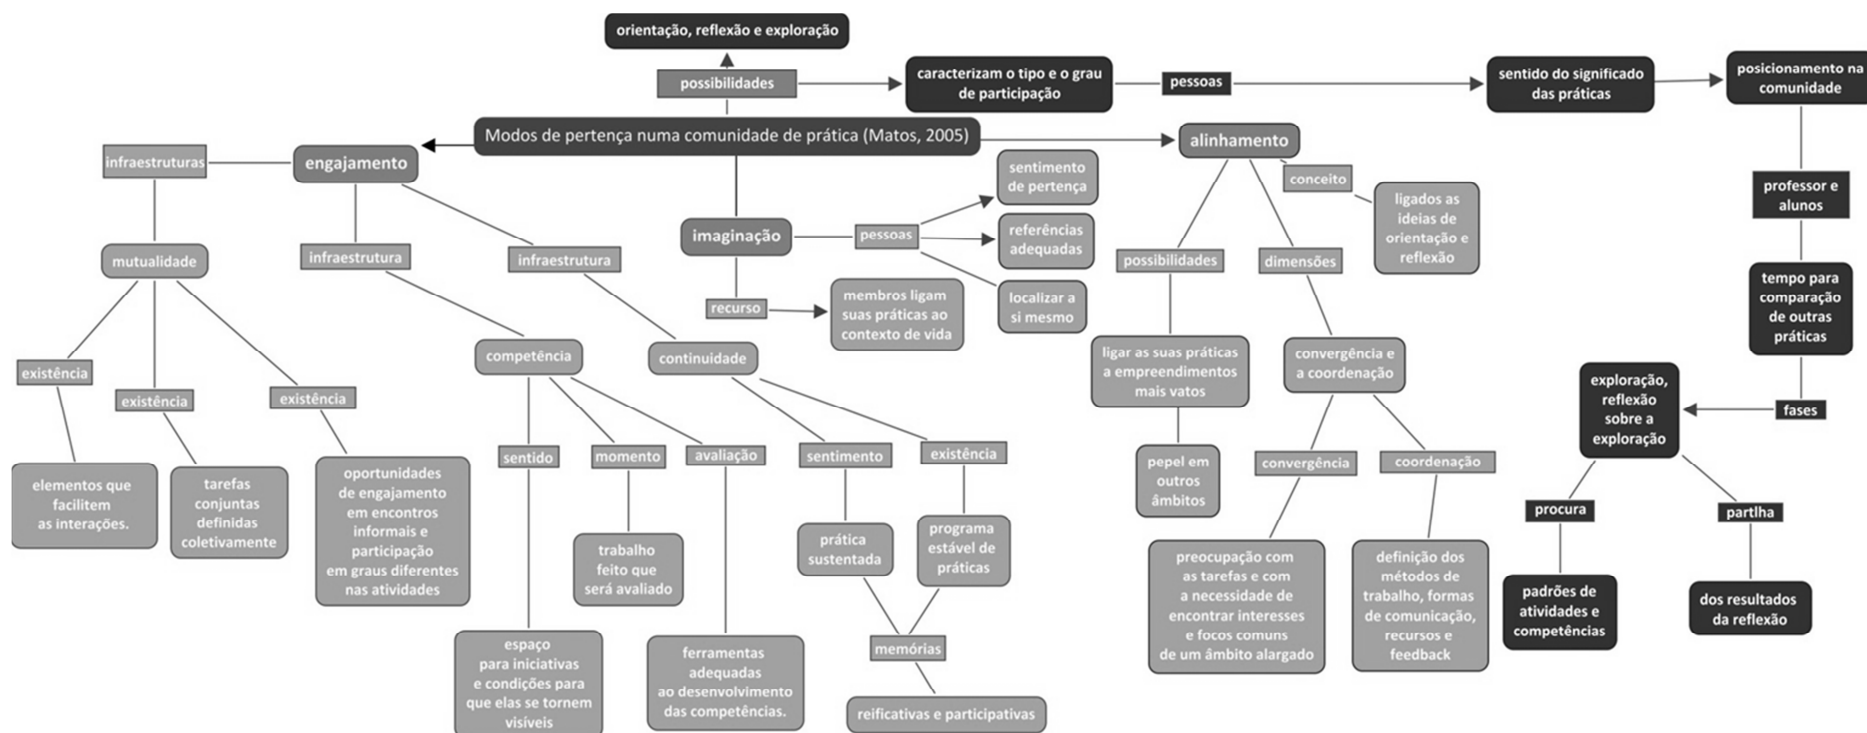 orientação, reflexão e exploração
possibilidades
caracterizam o tipo e o grau
de participação
pessoas
sentido do significado
das práticas
posicionamento na
comunidade
Modos de pertença numa comunidade de prática (Matos, 2005)
infraestruturas
engajamento
alinhamento
sentimento
de pertença
conceito
professor e
alunos
imaginação
pessoas
referências
adequadas
ligados as
ideias de
orientação e
reflexão
mutualidade
infraestrutura
infraestrutura
possibilidades
dimensões
recurso
membros ligam
suas práticas ao
contexto de vida
localizar a
si mesmo
tempo para
comparação
de outras
práticas
competência
continuidade
ligar as suas práticas
a empreendimentos
mais vatos
convergência e
a coordenação
existência
existência
existência
exploração,
reflexão
sobre a
exploração
fases
sentido
momento
avaliação
sentimento
existência
pepel em
outros
âmbitos
convergência
coordenação
elementos que
facilitem
as interações.
tarefas
conjuntas
definidas
coletivamente
oportunidades
de engajamento
em encontros
informais e
participação
em graus diferentes
nas atividades
procura
partlha
trabalho
feito que
será avaliado
prática
sustentada
programa
estável de
práticas
preocupação com
as tarefas e com
a necessidade de
encontrar interesses
e focos comuns
de um âmbito alargado
definição dos
métodos de
trabalho, formas
de comunicação,
recursos e
feedback
padrões de
atividades e
competências
dos resultados
da reflexão
espaço
para iniciativas
e condições para
que elas se tornem
visíveis
ferramentas
adequadas
ao desenvolvimento
das competências.
memórias
reificativas e participativas